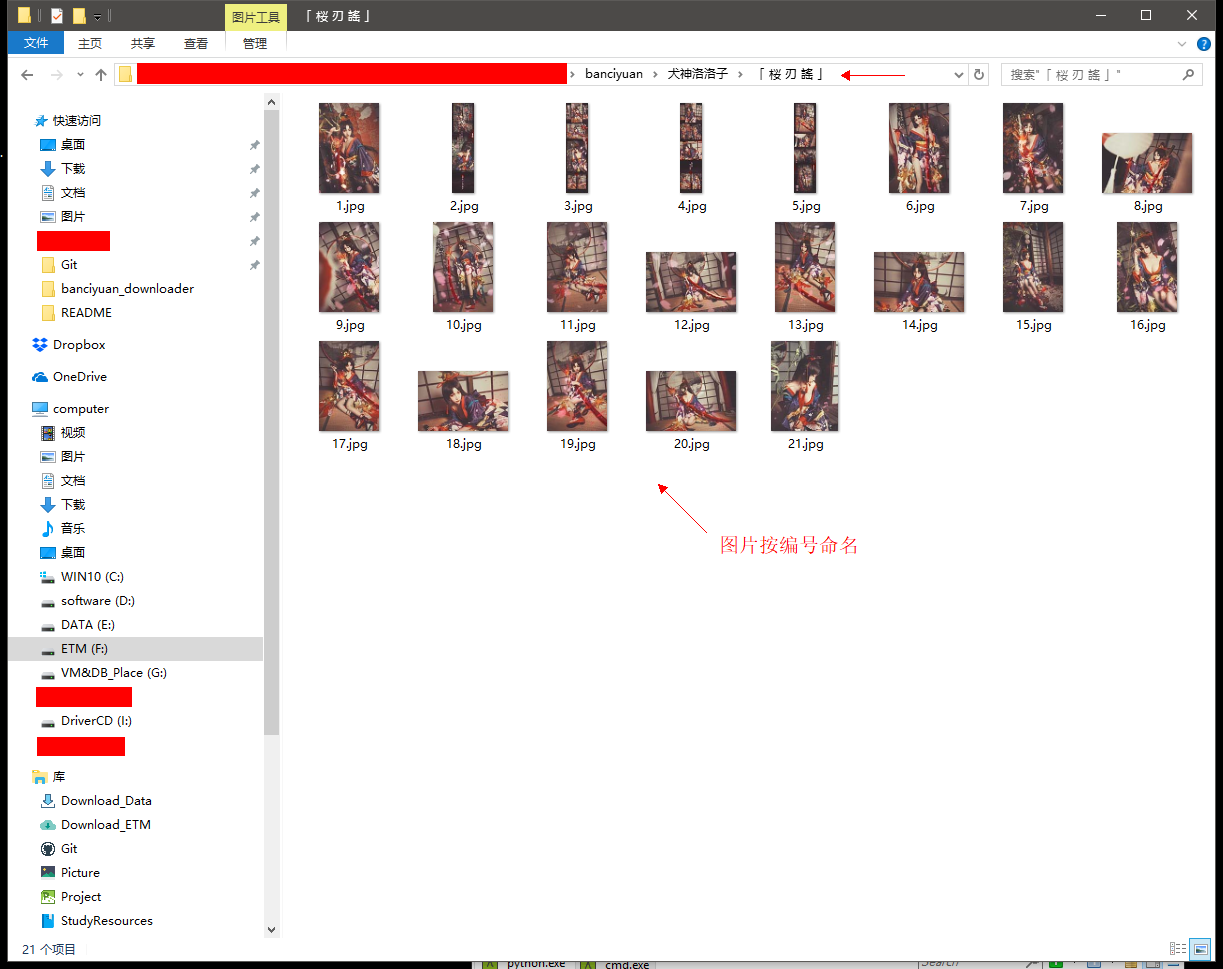 图片工具
「 桜 刃 謠 」
文件
主页
共享
查看
管理
banciyuan
犬神洛洛子
「 桜 刃 謠 」
搜索"「 桜 刃 謠 」"
快速访问
桌面
下载
文档
图片
Git
banciyuan_downloader
README
Dropbox
OneDrive
computer
视频
图片
文档
下载
音乐
桌面
WIN10 (C:)
software (D:)
DATA (E:)
ETM (F:)
VM&DB_Place (G:)
DriverCD (I:)
库
Download_Data
Download_ETM
Git
Picture
Project
StudyResources
1.jpg
2.jpg
3.jpg
4.jpg
5.jpg
6.jpg
7.jpg
8.jpg
9.jpg
10.jpg
11.jpg
12.jpg
13.jpg
14.jpg
15.jpg
16.jpg
17.jpg
18.jpg
19.jpg
20.jpg
21.jpg
图片按编号命名
21 个项目
python.exe
cmd.exe
Search